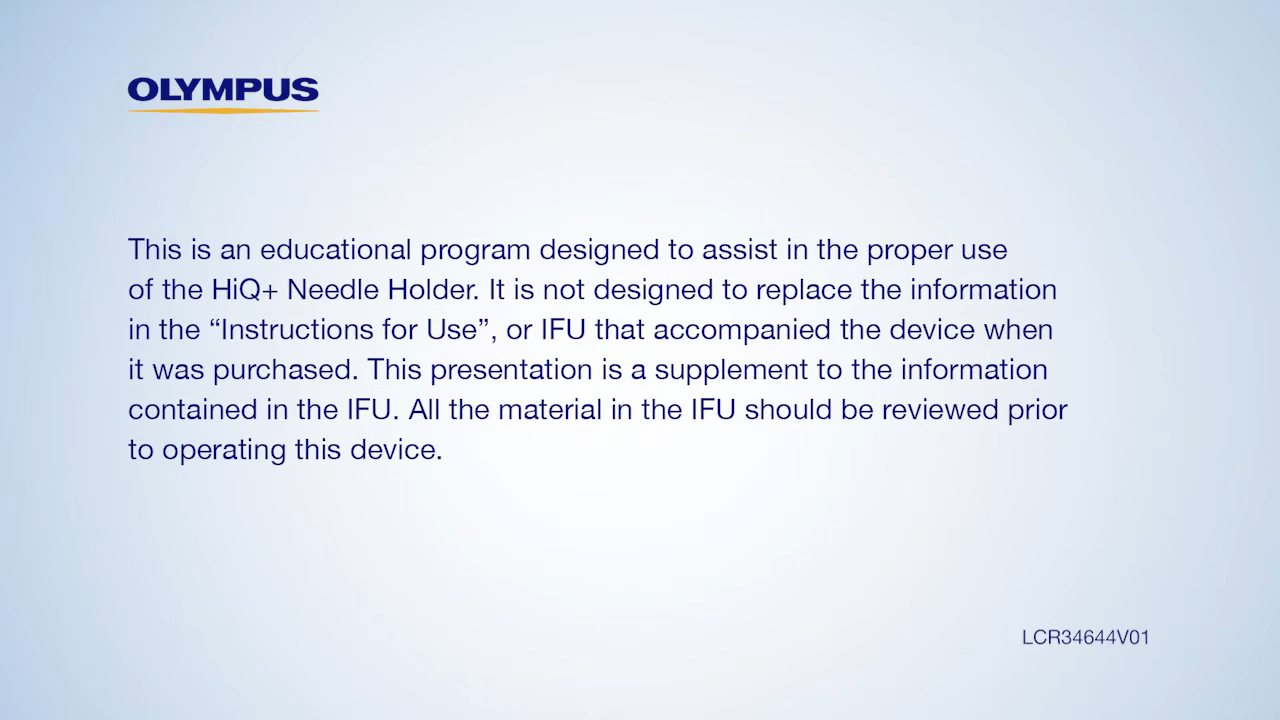 OLYMPUS
This is an educational program designed to assist in the proper use
of the HiQ+ Needle Holder. It is not designed to replace the information
in the “Instructions for Use”, or IFU that accompanied the device when
it was purchased. This presentation is a supplement to the information
contained in the IFU. All the material in the IFU should be reviewed prior
to operating this device.
LCR34644V01